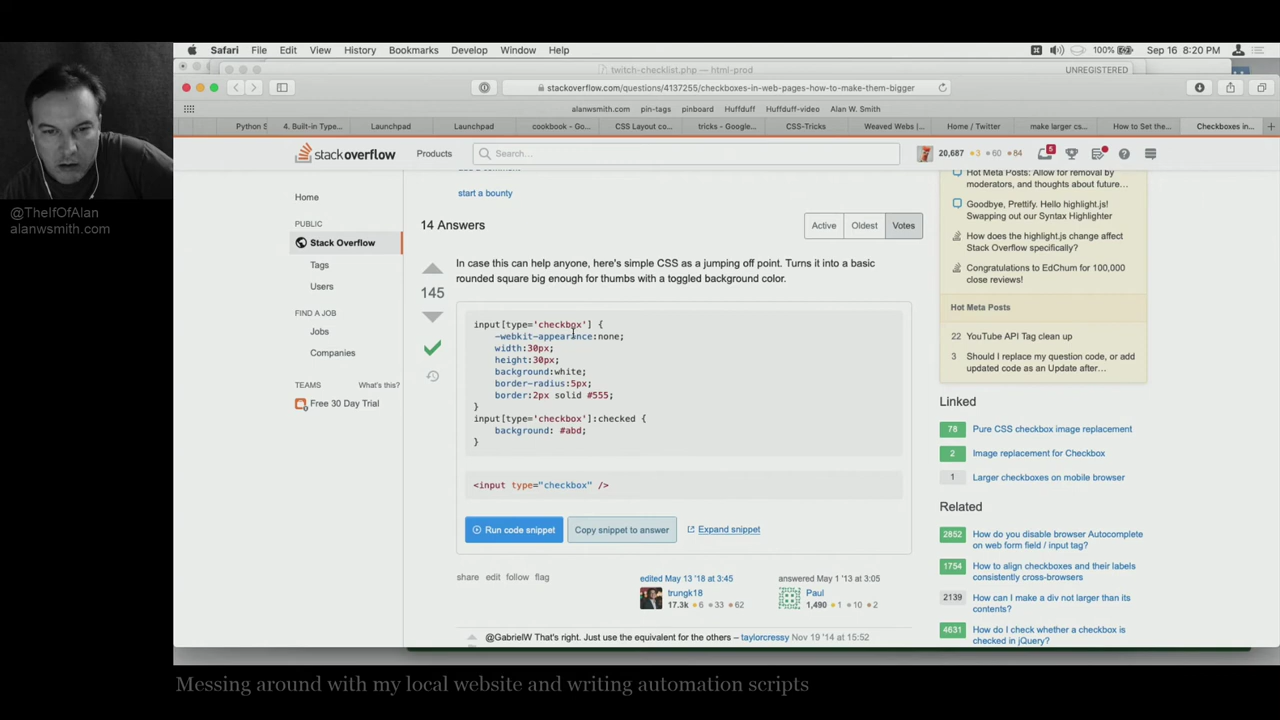 Safari File Edit View History Bookmarks Develop Window Help
100% Sep 16 8:20 PM
twitch-checklist.php — html-prod
UNREGISTERED
stackoverflow.com/questions/4137255/checkboxes-in-web-pages-how-to-make-them-bigger
alanwsmith.com pin-tags pinboard Huffduff Huffduff-video Alan W. Smith
Python S 4. Built-in Type... Launchpad Launchpad cookbook - Go... CSS Layout co... tricks - Google... CSS-Tricks Weaved Webs |... Home / Twitter make larger cs... How to Set the... Checkboxes in...
stackoverflow Products Search... 20,687 3 60 84 5
@TheIfOfAlan
alanwsmith.com
Home
PUBLIC
Stack Overflow
Tags
Users
FIND A JOB
Jobs
Companies
TEAMS What's this?
Free 30 Day Trial
start a bounty
14 Answers
Active Oldest Votes
145
In case this can help anyone, here's simple CSS as a jumping off point. Turns it into a basic
rounded square big enough for thumbs with a toggled background color.
input[type='checkbox'] {
-webkit-appearance:none;
width:30px;
height:30px;
background:white;
border-radius:5px;
border:2px solid #555;
}
input[type='checkbox']:checked {
background: #abd;
}
<input type="checkbox" />
Run code snippet Copy snippet to answer Expand snippet
share edit follow flag
edited May 13 '18 at 3:45
trungk18
17.3k 6 33 62
answered May 1 '13 at 3:05
Paul
1,490 1 10 2
@GabrielW That's right. Just use the equivalent for the others – taylorcressy Nov 19 '14 at 15:52
Hot Meta Posts: Allow for removal by
moderators, and thoughts about future...
Goodbye, Prettify. Hello highlight.js!
Swapping out our Syntax Highlighter
How does the highlight.js change affect
Stack Overflow specifically?
Congratulations to EdChum for 100,000
close reviews!
Hot Meta Posts
22 YouTube API Tag clean up
3 Should I replace my question code, or add
updated code as an Update after...
Linked
78 Pure CSS checkbox image replacement
2 Image replacement for Checkbox
1 Larger checkboxes on mobile browser
Related
2852 How do you disable browser Autocomplete
on web form field / input tag?
1754 How to align checkboxes and their labels
consistently cross-browsers
2139 How can I make a div not larger than its
contents?
4631 How do I check whether a checkbox is
checked in jQuery?
Messing around with my local website and writing automation scripts